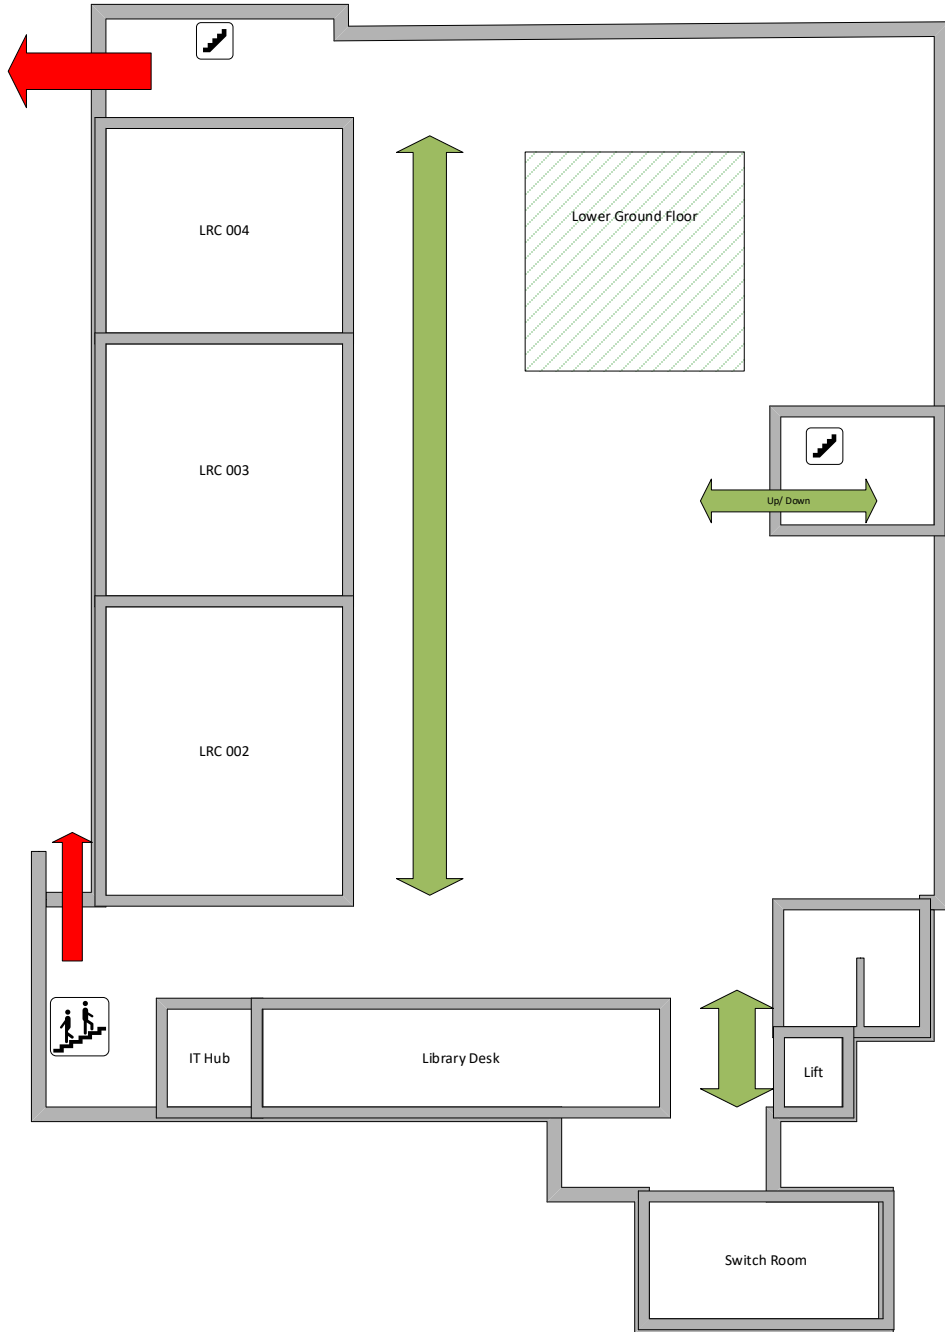 LRC 004
Lower Ground Floor
LRC 003
Up/ Down
LRC 002
IT Hub
Library Desk
Lift
Switch Room